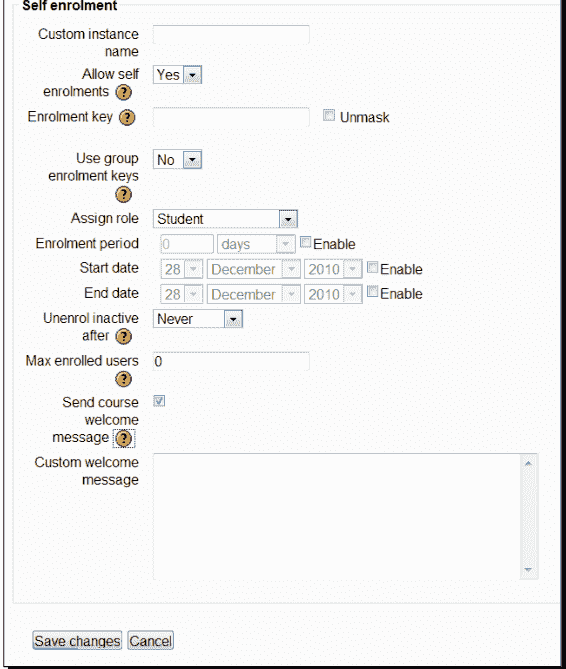 Self enrolment
Custom instance
name
Allow self Yes
enrolments ?
Enrolment key ? Unmask
Use group No
enrolment keys
?
Assign role Student
Enrolment period 0 days Enable
Start date 28 December 2010 Enable
End date 28 December 2010 Enable
Unenrol inactive Never
after ?
Max enrolled users 0
?
Send course
welcome
message ?
Custom welcome
message
Save changes Cancel